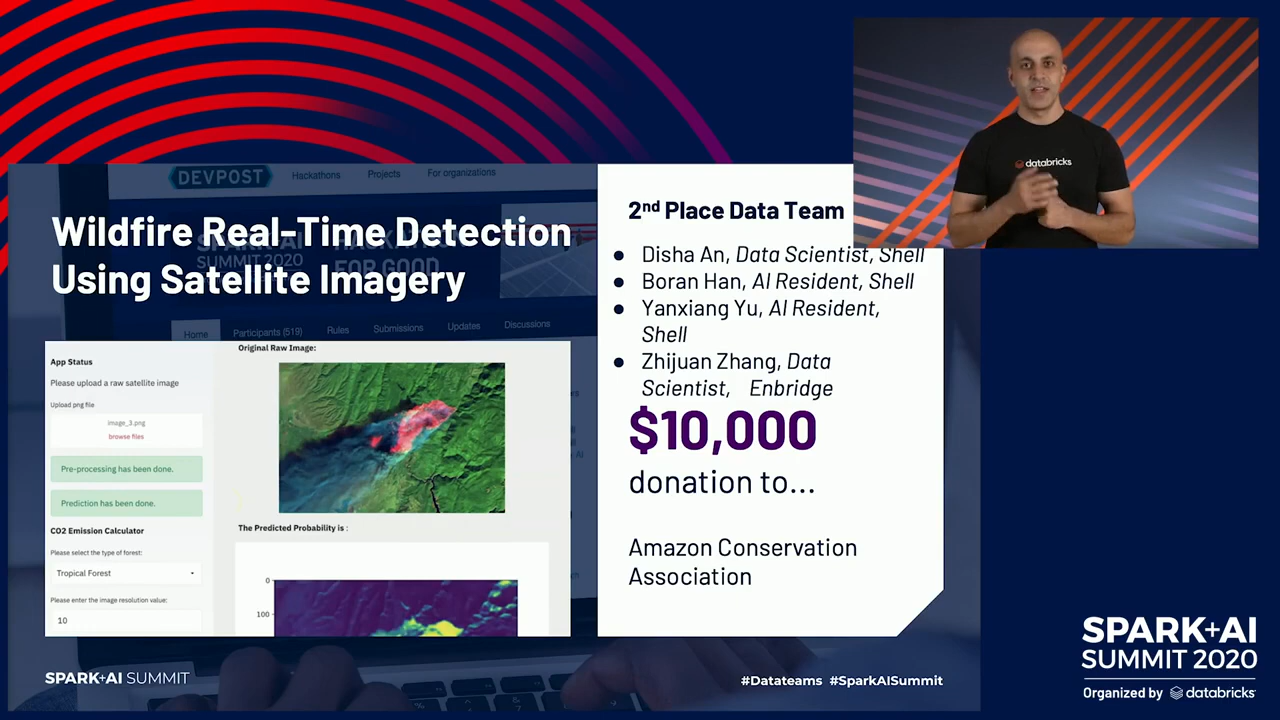 DEVPOST
Hackathons
Projects
For organizations
Wildfire Real-Time Detection
Using Satellite Imagery
SUMMIT 2020
FOR GOOD
Home
Participants (519)
Rules
Submissions
Updates
Discussions
App Status
Please upload a raw satellite image
Upload png file
image_3.png
browse files
Pre-processing has been done.
Prediction has been done.
CO2 Emission Calculator
Please select the type of forest:
Tropical Forest
Please enter the image resolution value:
10
Original Raw Image:
The Predicted Probability is :
0
100
2nd Place Data Team
● Disha An, Data Scientist, Shell
● Boran Han, AI Resident, Shell
● Yanxiang Yu, AI Resident,
Shell
● Zhijuan Zhang, Data
Scientist, Enbridge
$10,000
donation to...
Amazon Conservation
Association
databricks
SPARK+AI SUMMIT
#Datateams #SparkAISummit
SPARK+AI
SUMMIT 2020
Organized by databricks